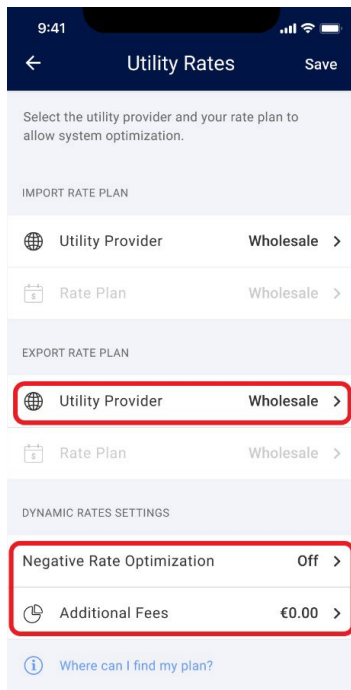 9:41
Utility Rates
Save
Select the utility provider and your rate plan to
allow system optimization.
IMPORT RATE PLAN
Utility Provider Wholesale
Rate Plan Wholesale
EXPORT RATE PLAN
Utility Provider Wholesale
Rate Plan Wholesale
DYNAMIC RATES SETTINGS
Negative Rate Optimization Off
Additional Fees €0.00
Where can I find my plan?